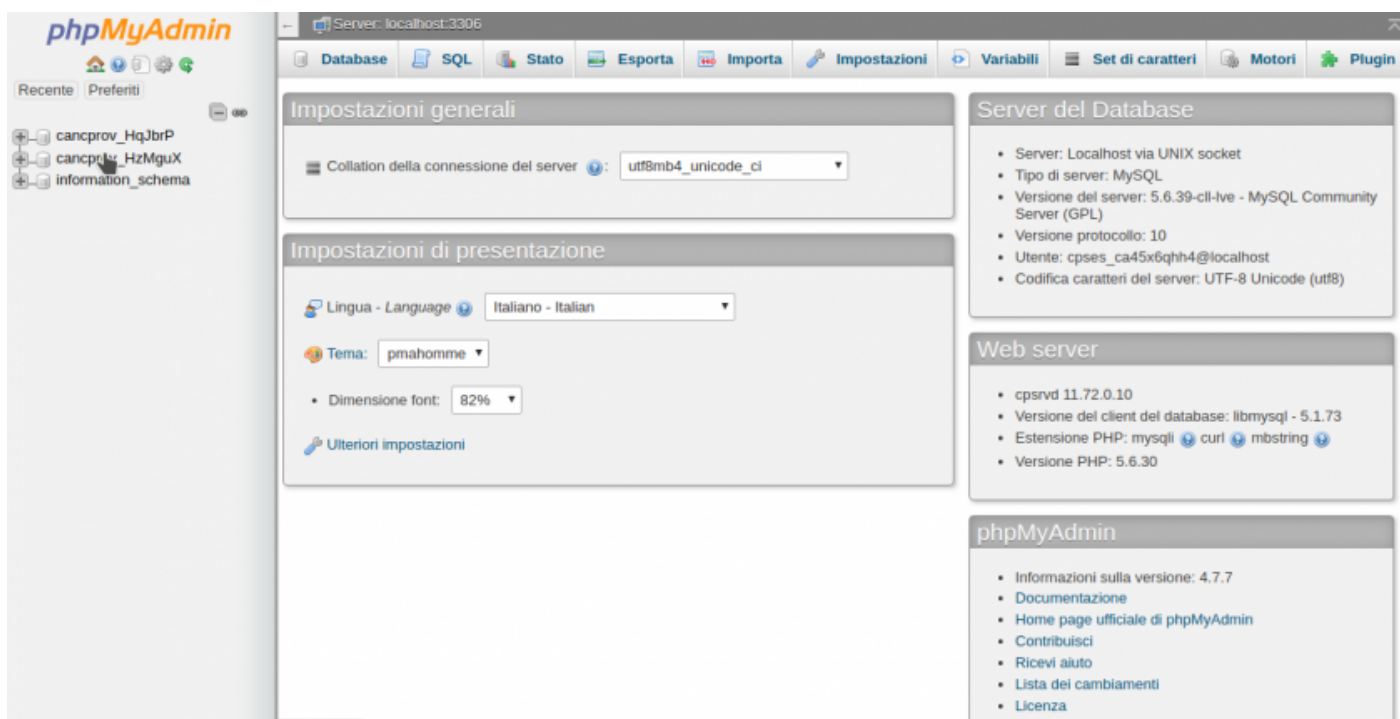 phpMyAdmin
Recente Preferiti
cancprov_HqJbrP
cancprov_HzMguX
information_schema
Server: localhost:3306
Database SQL Stato Esporta Importa Impostazioni Variabili Set di caratteri Motori Plugin
Impostazioni generali
Collation della connessione del server : utf8mb4_unicode_ci
Impostazioni di presentazione
Lingua - Language Italiano - Italian
Tema: pmahomme
• Dimensione font: 82%
Ulteriori impostazioni
Server del Database
• Server: Localhost via UNIX socket
• Tipo di server: MySQL
• Versione del server: 5.6.39-cll-lve - MySQL Community
Server (GPL)
• Versione protocollo: 10
• Utente: cpses_ca45x6qhh4@localhost
• Codifica caratteri del server: UTF-8 Unicode (utf8)
Web server
• cpsrvd 11.72.0.10
• Versione del client del database: libmysql - 5.1.73
• Estensione PHP: mysqli curl mbstring
• Versione PHP: 5.6.30
phpMyAdmin
• Informazioni sulla versione: 4.7.7
• Documentazione
• Home page ufficiale di phpMyAdmin
• Contribuisci
• Ricevi aiuto
• Lista dei cambiamenti
• Licenza